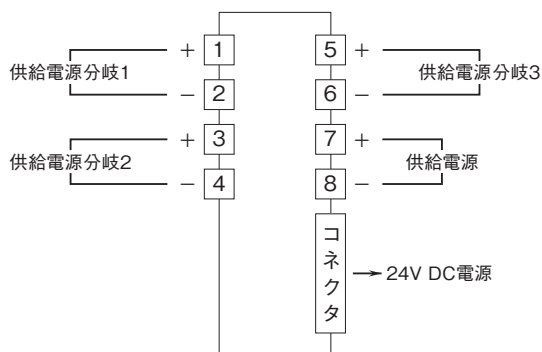 + 1
供給電源分岐1
− 2
+ 3
供給電源分岐2
− 4
5 +
供給電源分岐3
6 −
7 +
供給電源
8 −
コネクタ
24V DC電源